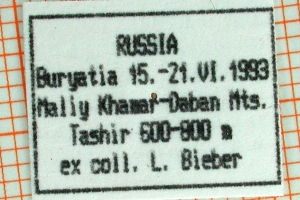 RUSSIA
Buryatia 15.-21.VI.1993
Maliy Khamar-Daban Mts.
Tashir 600-800 m
ex coll. L. Bieber